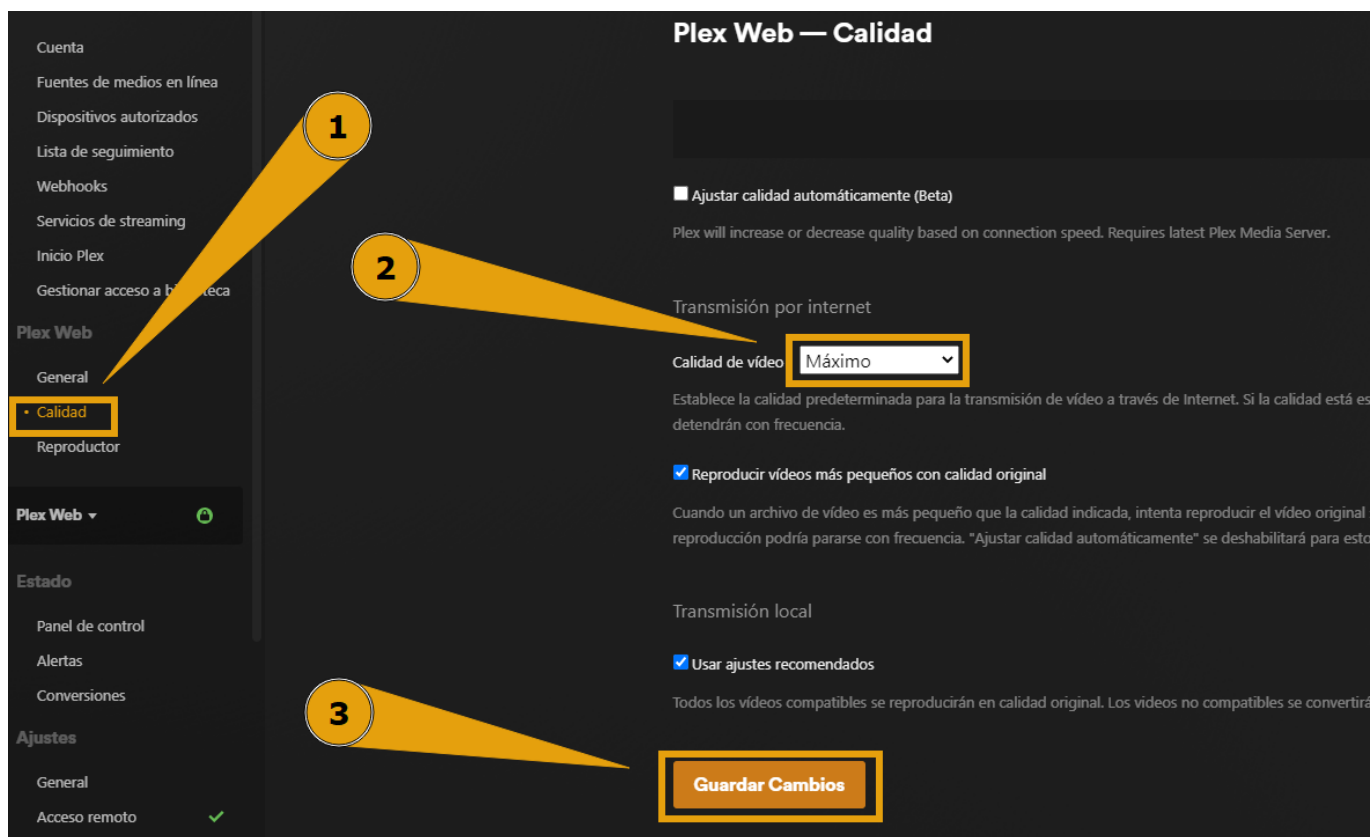 Cuenta
Fuentes de medios en línea
Dispositivos autorizados
Lista de seguimiento
Webhooks
Servicios de streaming
Inicio Plex
Gestionar acceso a
Plex Web
General
Calidad
Reproductor
Plex Web
Estado
Panel de control
Alertas
Conversiones
Ajustes
General
Acceso remoto
1
2
3
Plex Web — Calidad
Ajustar calidad automáticamente (Beta)
Plex will increase or decrease quality based on connection speed. Requires latest Plex Media Server.
Transmisión por internet
Calidad de vídeo Máximo
Establece la calidad predeterminada para la transmisión de vídeo a través de Internet. Si la calidad está es
detendrán con frecuencia.
Reproducir vídeos más pequeños con calidad original
Cuando un archivo de vídeo es más pequeño que la calidad indicada, intenta reproducir el vídeo original
reproducción podría pararse con frecuencia. "Ajustar calidad automáticamente" se deshabilitará para esto
Transmisión local
Usar ajustes recomendados
Todos los vídeos compatibles se reproducirán en calidad original. Los videos no compatibles se convertirá
Guardar Cambios